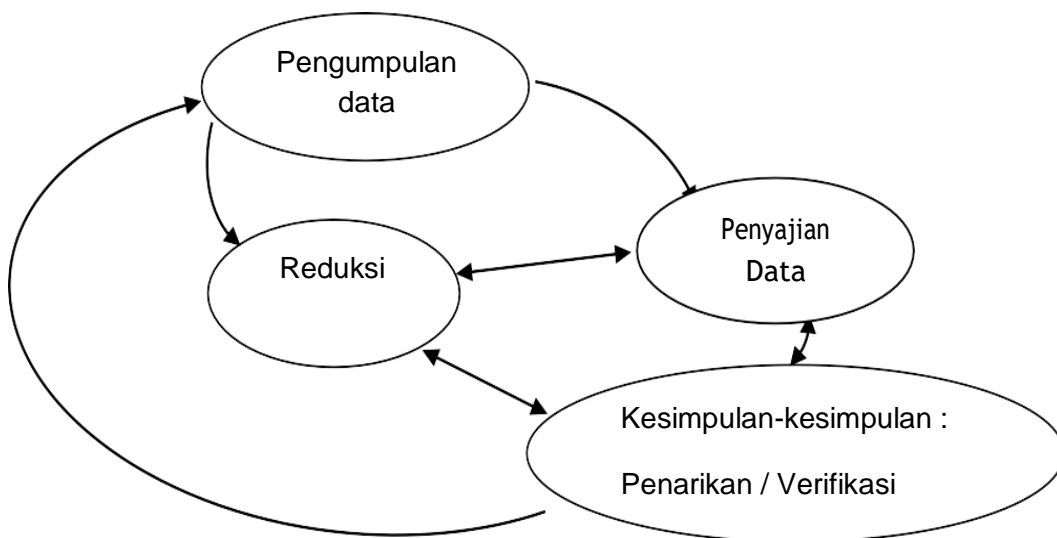 Pengumpulan
data
Penyajian
Data
Reduksi
Kesimpulan-kesimpulan :
Penarikan / Verifikasi